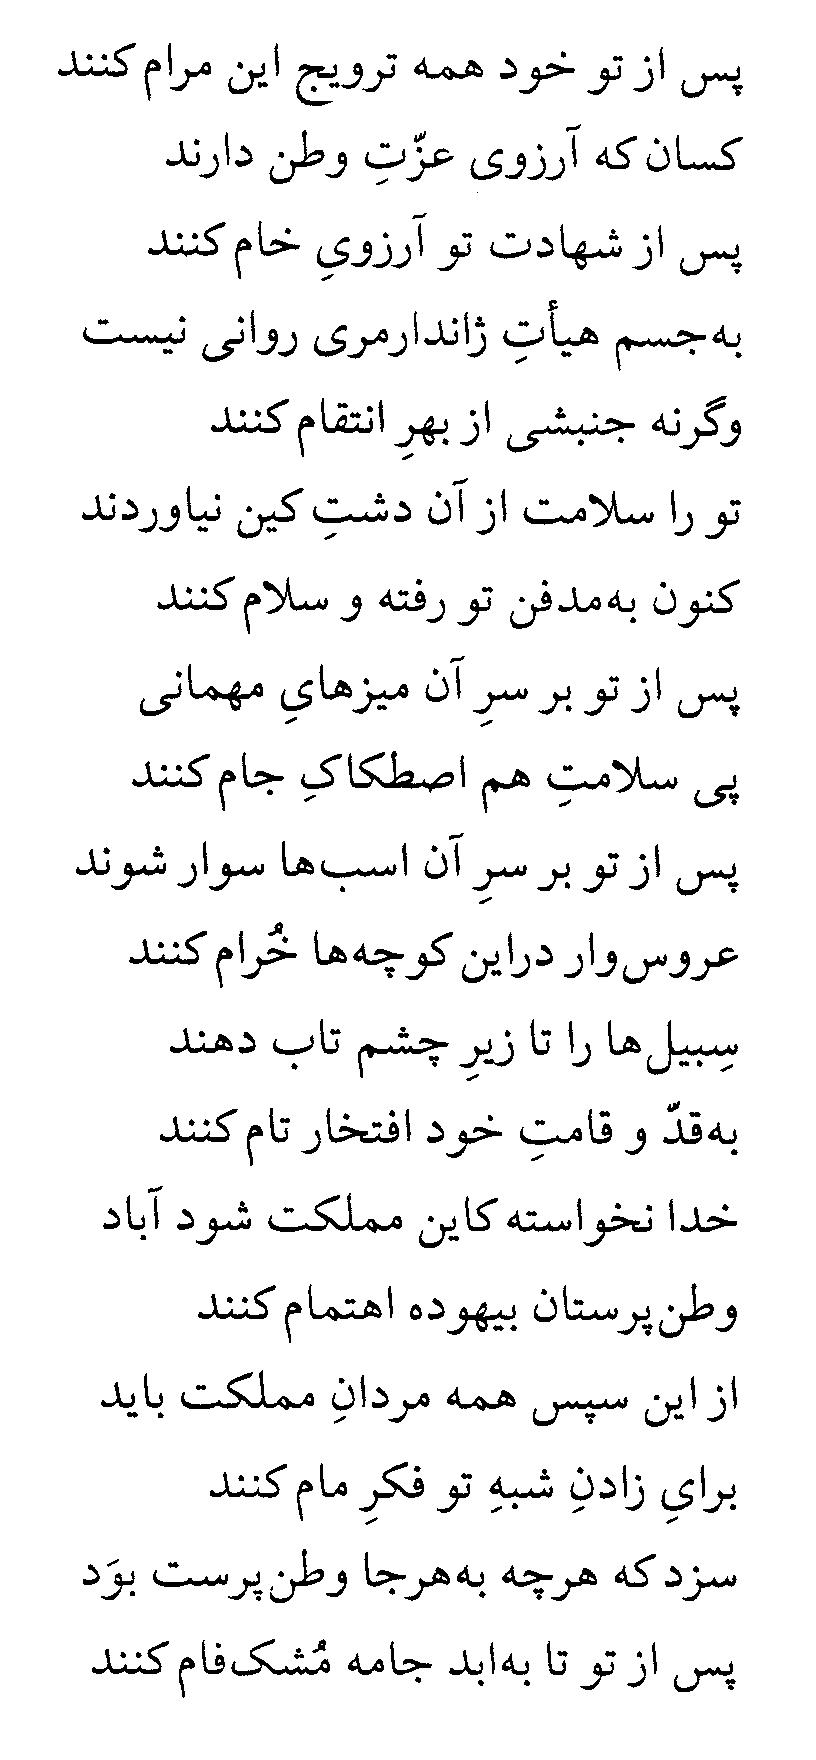 پس از تو خود همه ترویج این مرام کنند
کسان که آرزوی عزّتِ وطن دارند
پس از شهادت تو آرزویِ خام کنند
به‌جسم هیأتِ ژاندارمری روانی نیست
وگرنه جنبشی از بهرِ انتقام کنند
تو را سلامت از آن دشتِ کین نیاوردند
کنون به‌مدفن تو رفته و سلام کنند
پس از تو بر سرِ آن میزهایِ مهمانی
پی سلامتِ هم اصطکاکِ جام کنند
پس از تو بر سرِ آن اسب‌ها سوار شوند
عروس‌وار دراین کوچه‌ها خُرام کنند
سِبیل‌ها را تا زیرِ چشم تاب دهند
به‌قدّ و قامتِ خود افتخار تام کنند
خدا نخواسته کاین مملکت شود آباد
وطن‌پرستان بیهوده اهتمام کنند
از این سپس همه مردانِ مملکت باید
برایِ زادنِ شبهِ تو فکرِ مام کنند
سزد که هرچه به‌هرجا وطن‌پرست بوَد
پس از تو تا به‌ابد جامه مُشک‌فام کنند